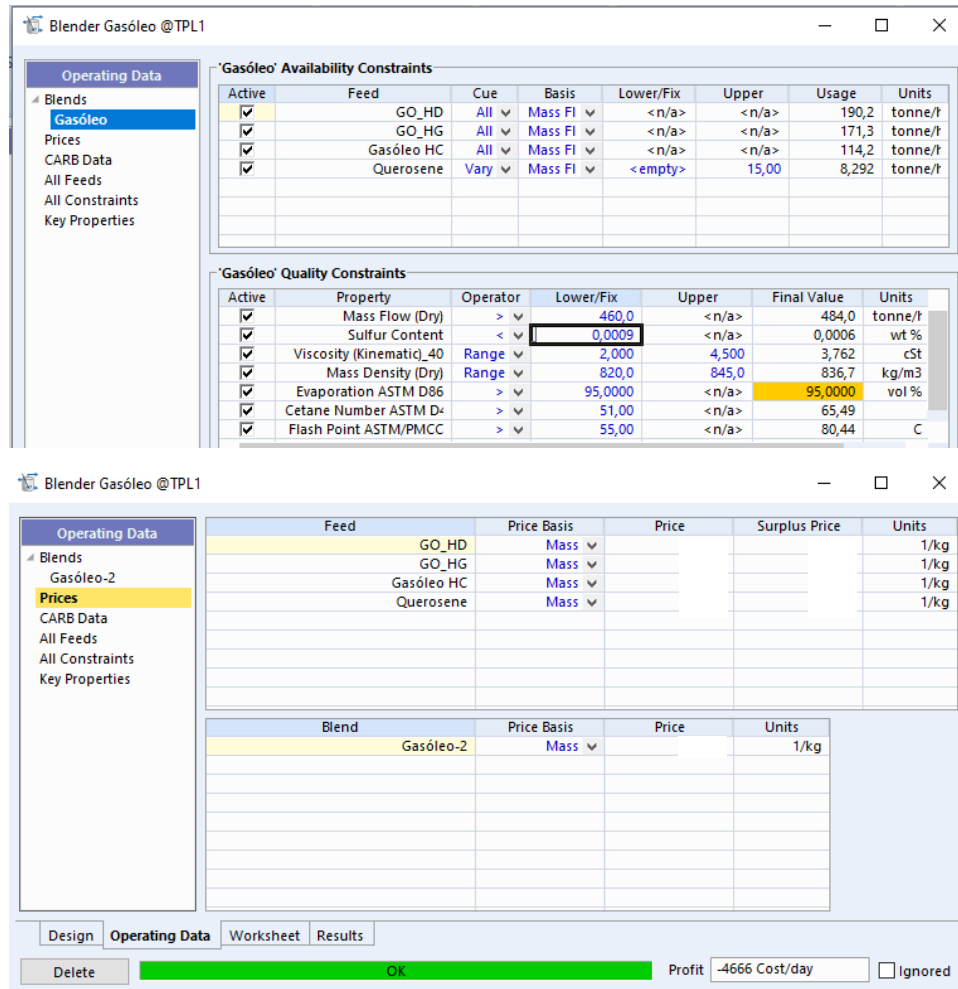 Blender Gasóleo @TPL1
Operating Data
Blends
Gasóleo
Prices
CARB Data
All Feeds
All Constraints
Key Properties
'Gasóleo' Availability Constraints
Active Feed Cue Basis Lower/Fix Upper Usage Units
GO_HD All Mass Fl <n/a> <n/a> 190,2 tonne/h
GO_HG All Mass Fl <n/a> <n/a> 171,3 tonne/h
Gasóleo HC All Mass Fl <n/a> <n/a> 114,2 tonne/h
Querosene Vary Mass Fl <empty> 15,00 8,292 tonne/h
'Gasóleo' Quality Constraints
Active Property Operator Lower/Fix Upper Final Value Units
Mass Flow (Dry) > 460,0 <n/a> 484,0 tonne/h
Sulfur Content < 0,0009 <n/a> 0,0006 wt %
Viscosity (Kinematic)_40 Range 2,000 4,500 3,762 cSt
Mass Density (Dry) Range 820,0 845,0 836,7 kg/m3
Evaporation ASTM D86 > 95,0000 <n/a> 95,0000 vol %
Cetane Number ASTM D4 > 51,00 <n/a> 65,49
Flash Point ASTM/PMCC > 55,00 <n/a> 80,44 C
Blender Gasóleo @TPL1
Operating Data
Blends
Gasóleo-2
Prices
CARB Data
All Feeds
All Constraints
Key Properties
Feed Price Basis Price Surplus Price Units
GO_HD Mass 1/kg
GO_HG Mass 1/kg
Gasóleo HC Mass 1/kg
Querosene Mass 1/kg
Blend Price Basis Price Units
Gasóleo-2 Mass 1/kg
Design Operating Data Worksheet Results
Delete OK Profit -4666 Cost/day Ignored